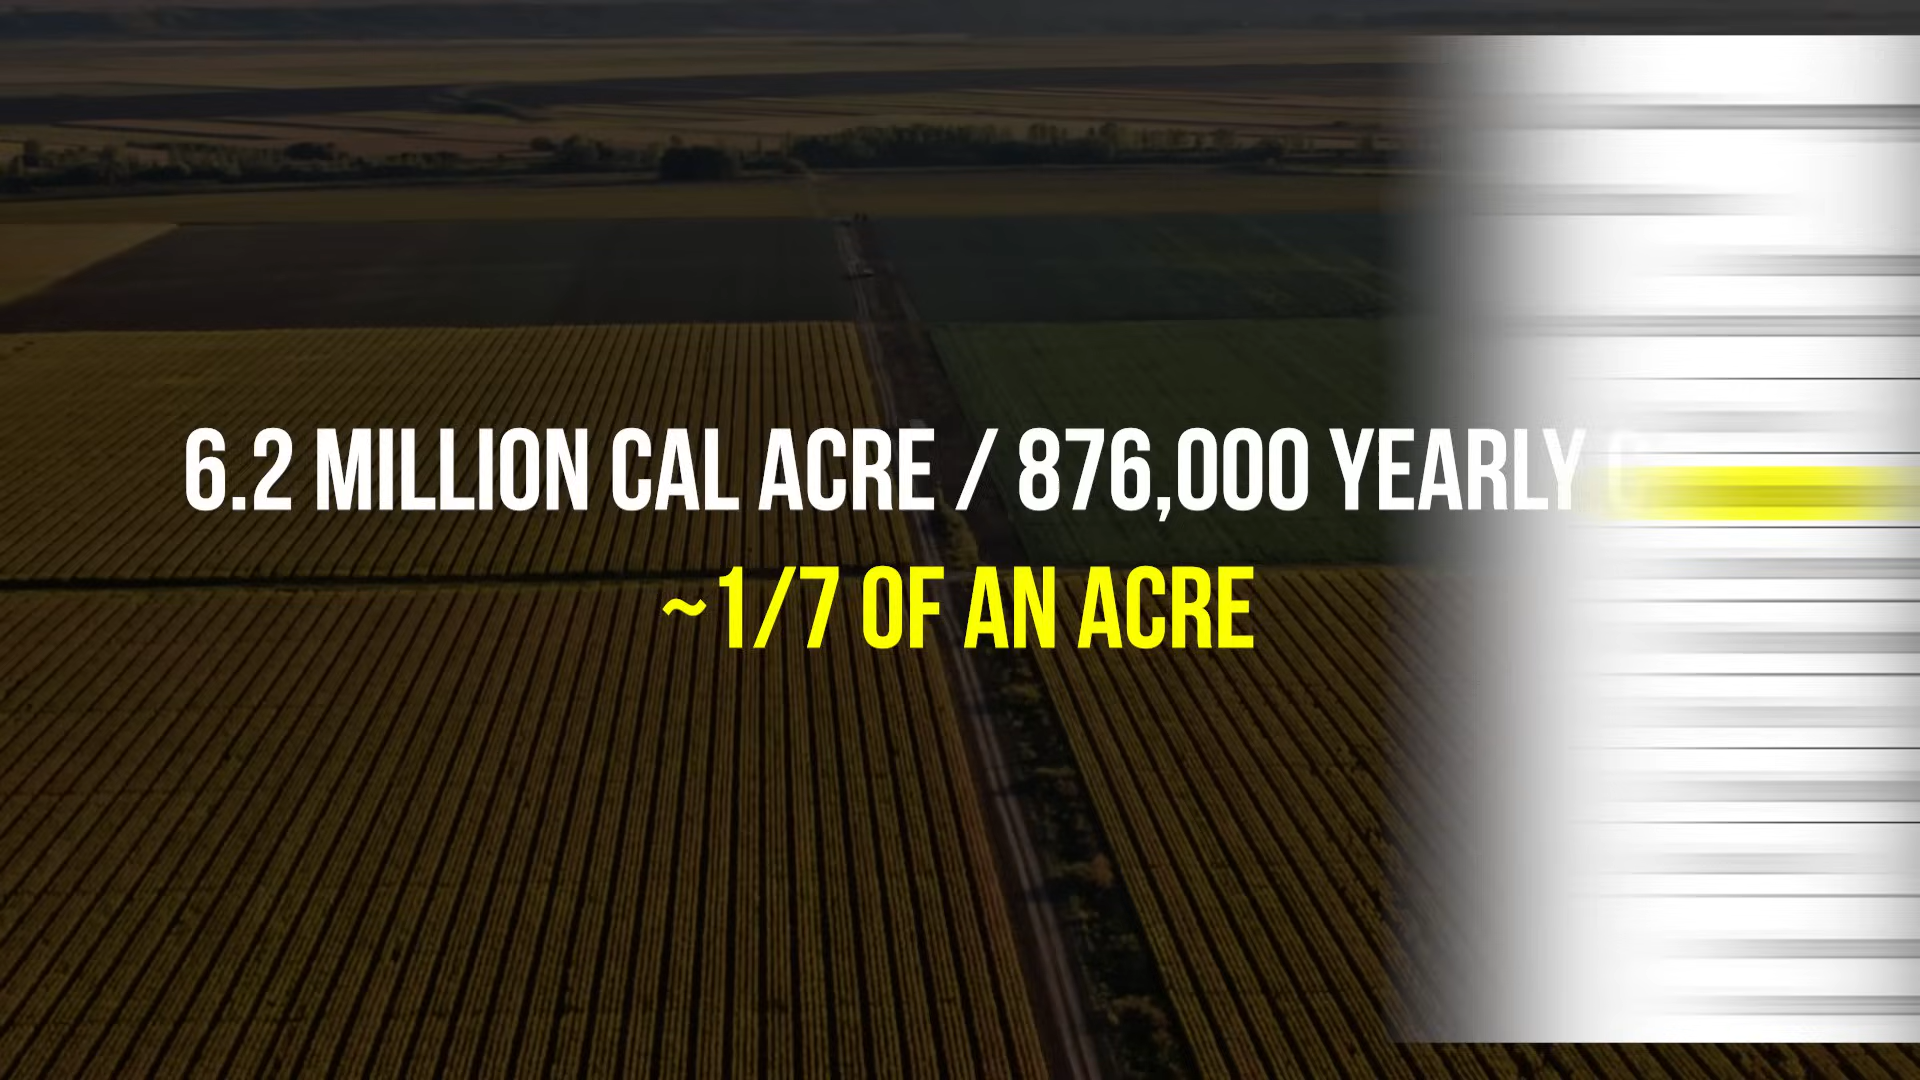 6.2 MILLION CAL ACRE / 876,000 YEARLY
~1/7 OF AN ACRE